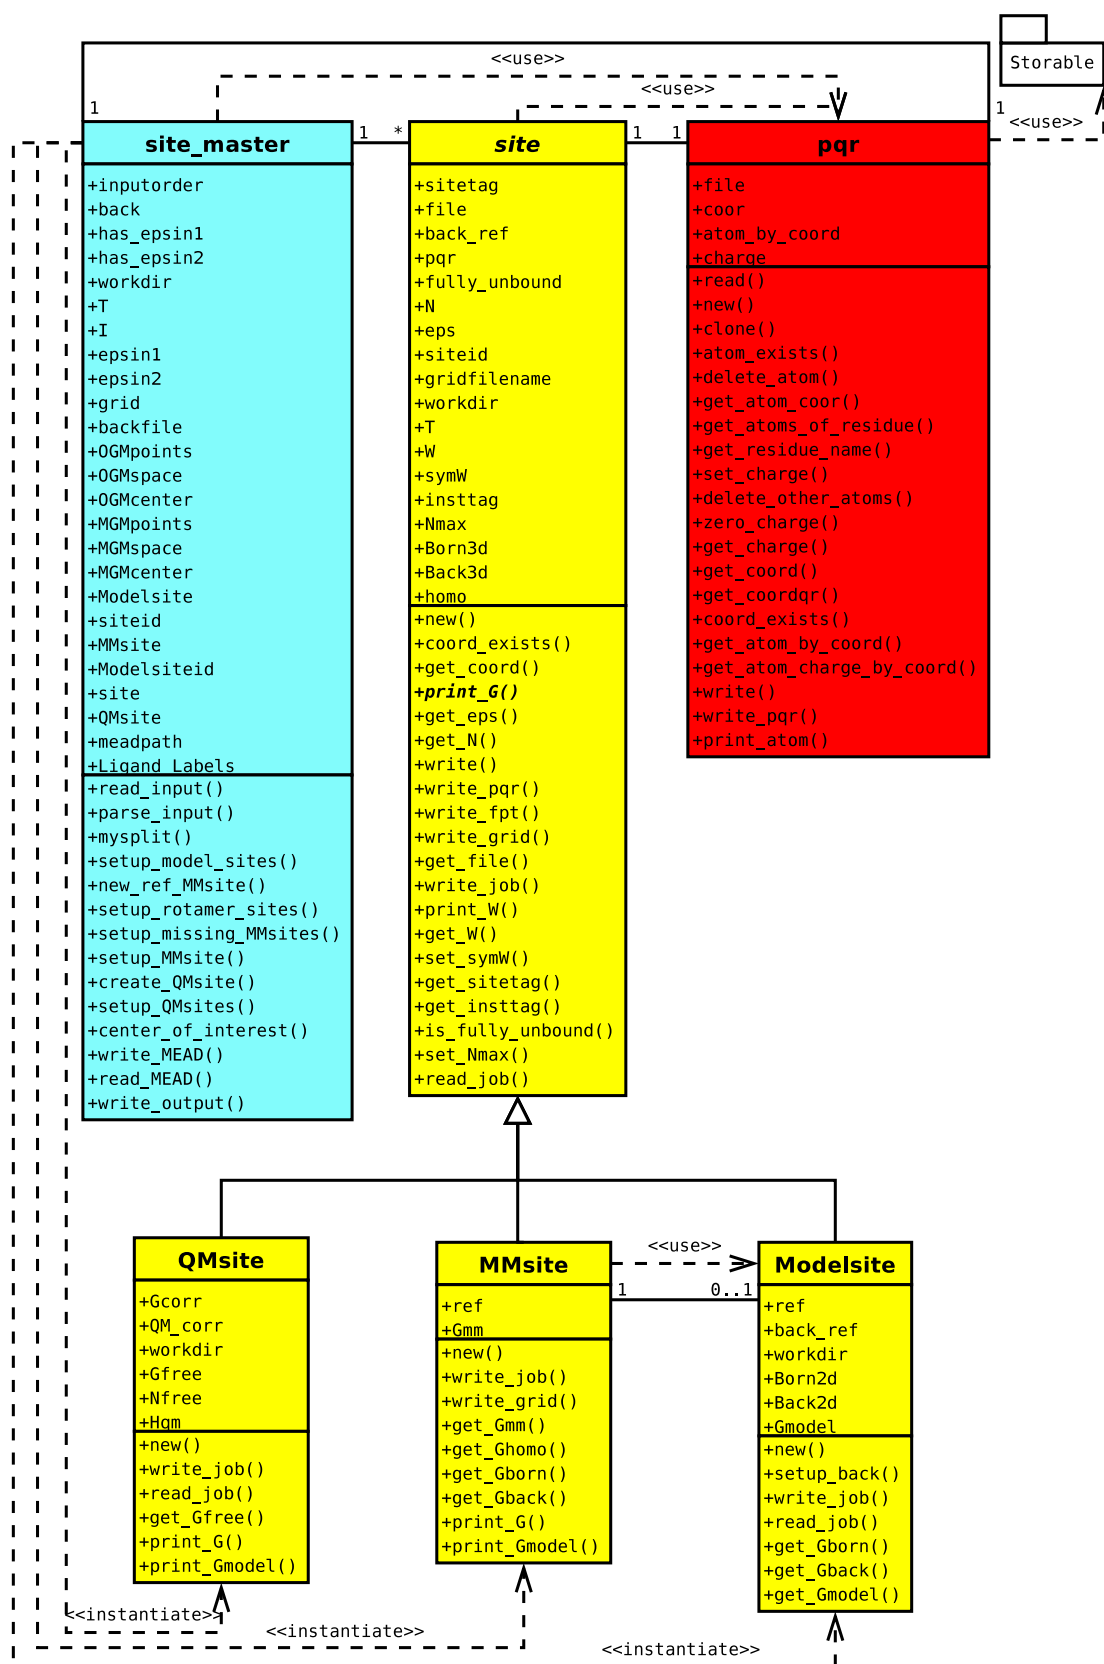 Storable
<<use>>
<<use>>
<<use>>
1
1
1
*
1
1
site_master
+inputorder
+back
+has_epsin1
+has_epsin2
+workdir
+T
+I
+epsin1
+epsin2
+grid
+backfile
+OGMpoints
+OGMspace
+OGMcenter
+MGMpoints
+MGMspace
+MGMcenter
+Modelsite
+siteid
+MMsite
+Modelsiteid
+site
+QMsite
+meadpath
+Ligand_Labels
+read_input()
+parse_input()
+mysplit()
+setup_model_sites()
+new_ref_MMsite()
+setup_rotamer_sites()
+setup_missing_MMsites()
+setup_MMsite()
+create_QMsite()
+setup_QMsites()
+center_of_interest()
+write_MEAD()
+read_MEAD()
+write_output()
site
+sitetag
+file
+back_ref
+pqr
+fully_unbound
+N
+eps
+siteid
+gridfilename
+workdir
+T
+W
+symW
+insttag
+Nmax
+Born3d
+Back3d
+homo
+new()
+coord_exists()
+get_coord()
+print_G()
+get_eps()
+get_N()
+write()
+write_pqr()
+write_fpt()
+write_grid()
+get_file()
+write_job()
+print_W()
+get_W()
+set_symW()
+get_sitetag()
+get_insttag()
+is_fully_unbound()
+set_Nmax()
+read_job()
pqr
+file
+coor
+atom_by_coord
+charge
+read()
+new()
+clone()
+atom_exists()
+delete_atom()
+get_atom_coor()
+get_atoms_of_residue()
+get_residue_name()
+set_charge()
+delete_other_atoms()
+zero_charge()
+get_charge()
+get_coord()
+get_coordqr()
+coord_exists()
+get_atom_by_coord()
+get_atom_charge_by_coord()
+write()
+write_pqr()
+print_atom()
QMsite
+Gcorr
+QM_corr
+workdir
+Gfree
+Nfree
+Hqm
+new()
+write_job()
+read_job()
+get_Gfree()
+print_G()
+print_Gmodel()
MMsite
+ref
+Gmm
+new()
+write_job()
+write_grid()
+get_Gmm()
+get_Ghomo()
+get_Gborn()
+get_Gback()
+print_G()
+print_Gmodel()
<<use>>
1
0..1
Modelsite
+ref
+back_ref
+workdir
+Born2d
+Back2d
+Gmodel
+new()
+setup_back()
+write_job()
+read_job()
+get_Gborn()
+get_Gback()
+get_Gmodel()
<<instantiate>>
<<instantiate>>
<<instantiate>>